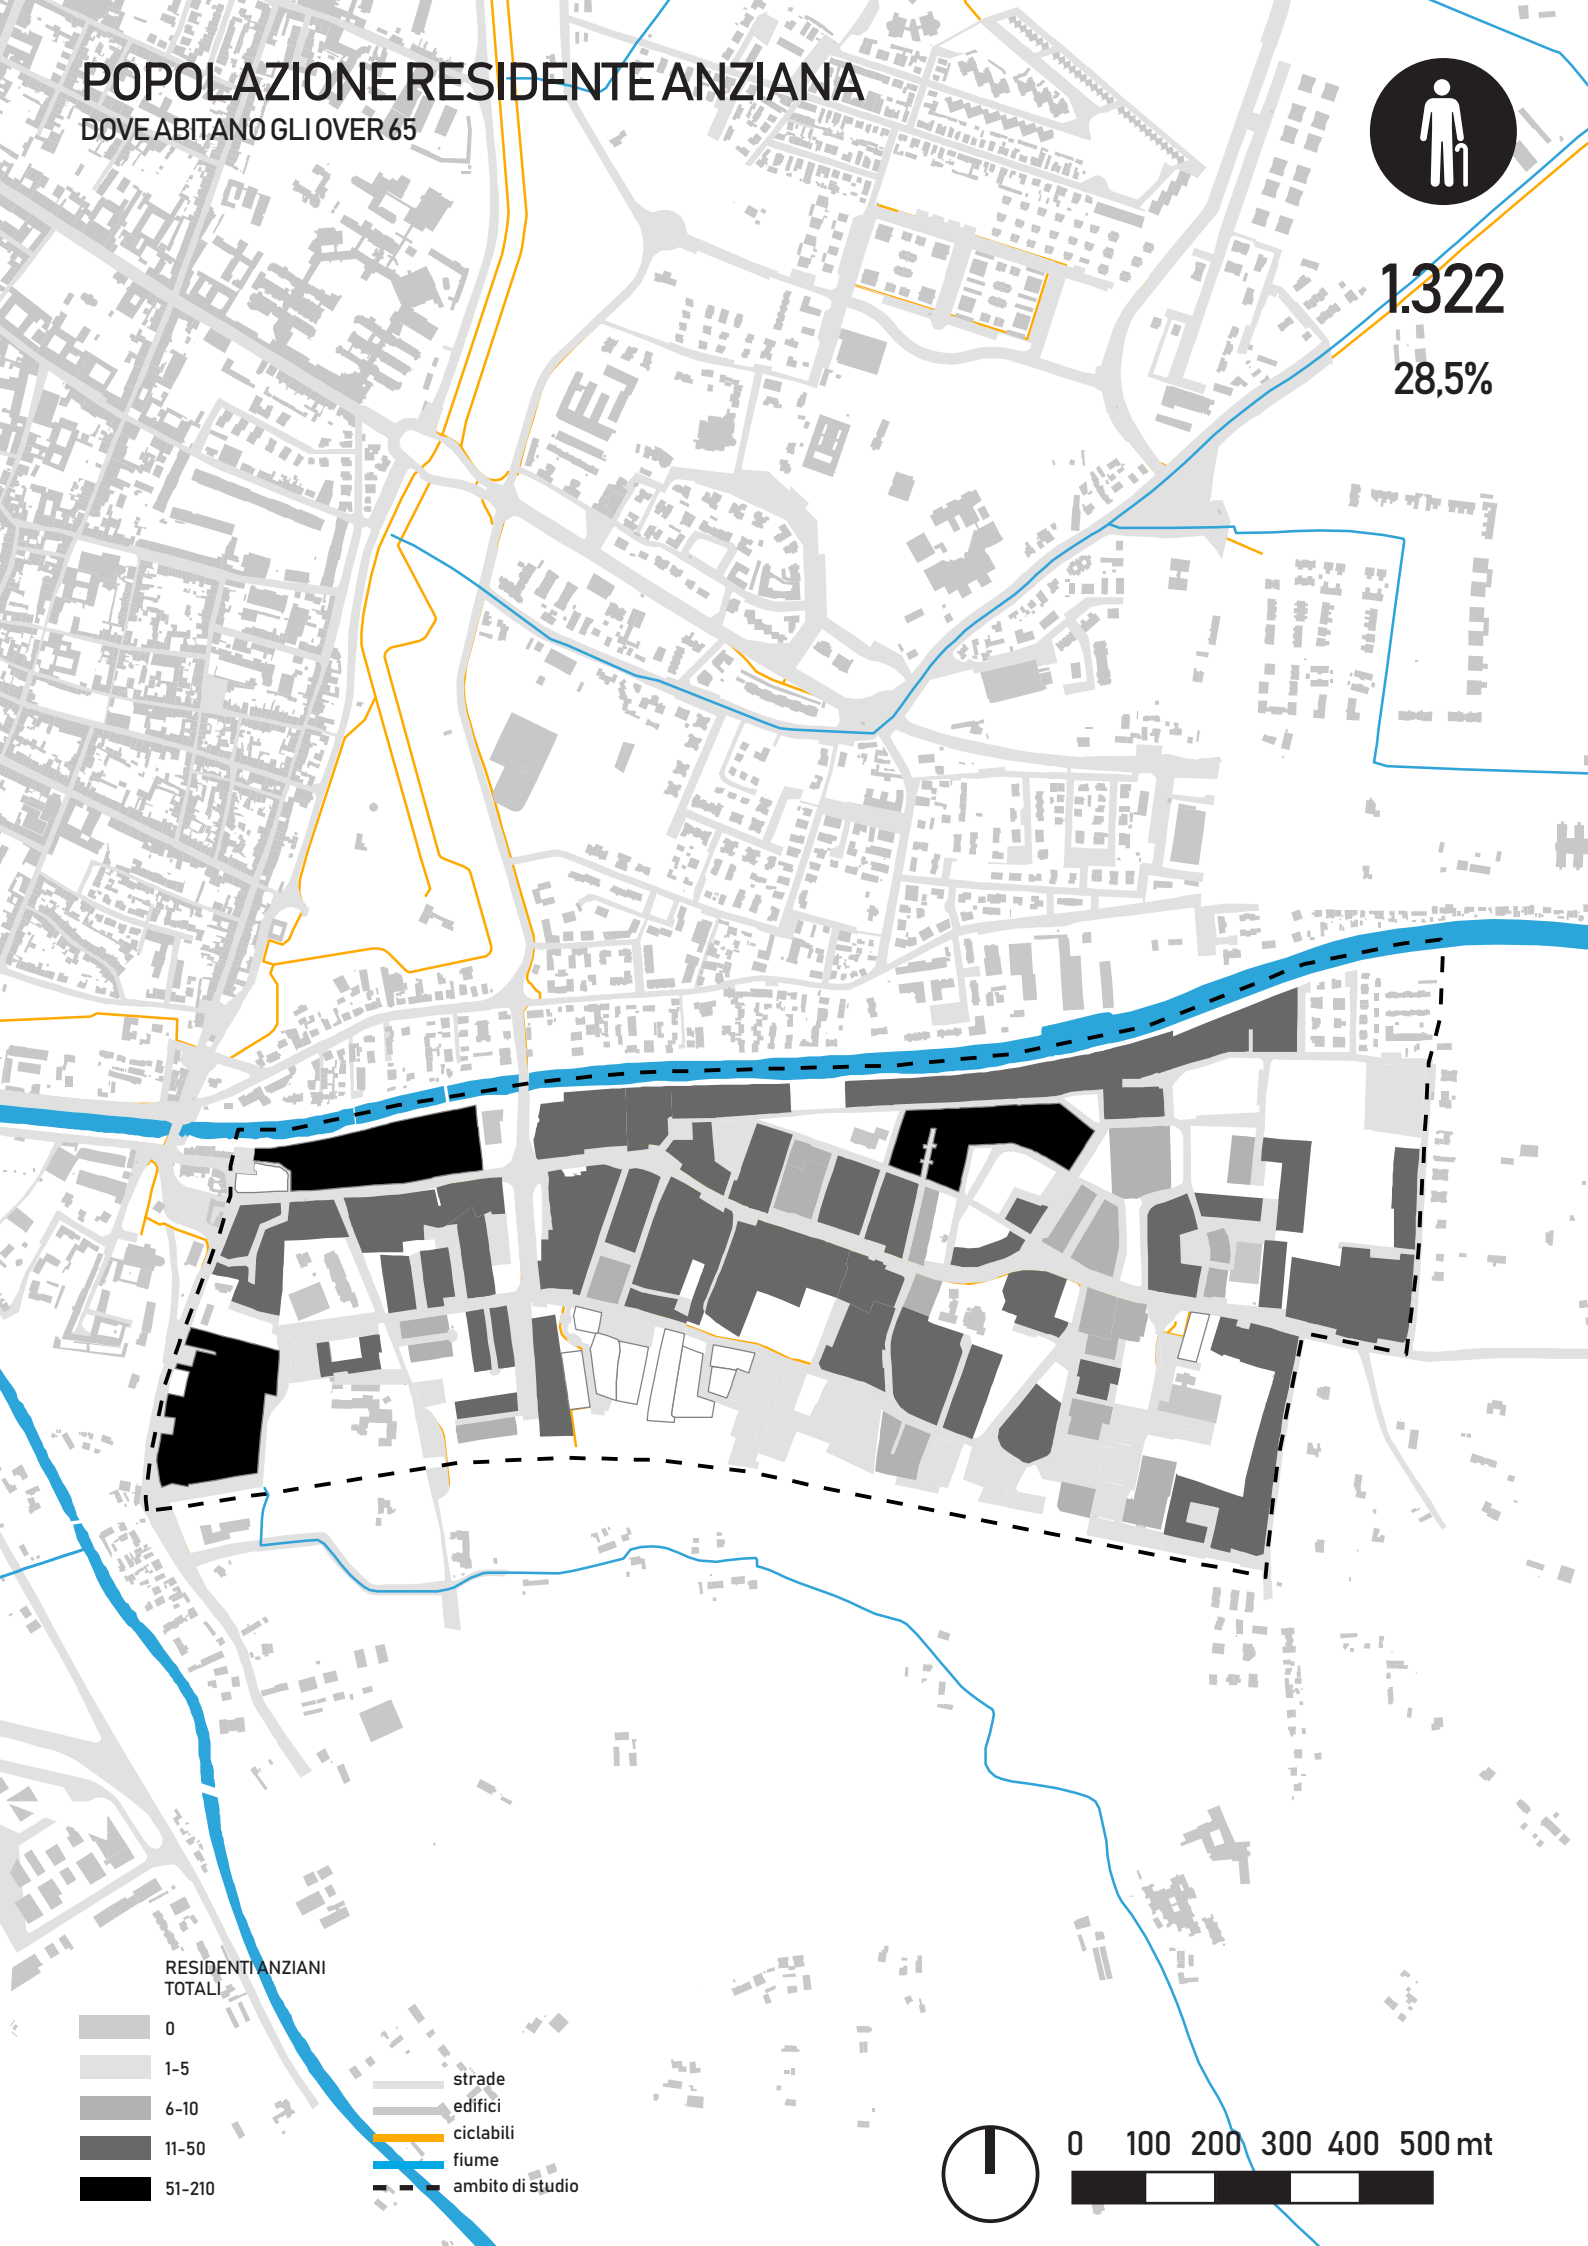 POPOLAZIONE RESIDENTE ANZIANA
DOVE ABITANO GLI OVER 65
1.322
28,5%
RESIDENTI ANZIANI
TOTALI
0
1-5
6-10
11-50
51-210
strade
edifici
ciclabili
fiume
ambito di studio
0 100 200 300 400 500 mt